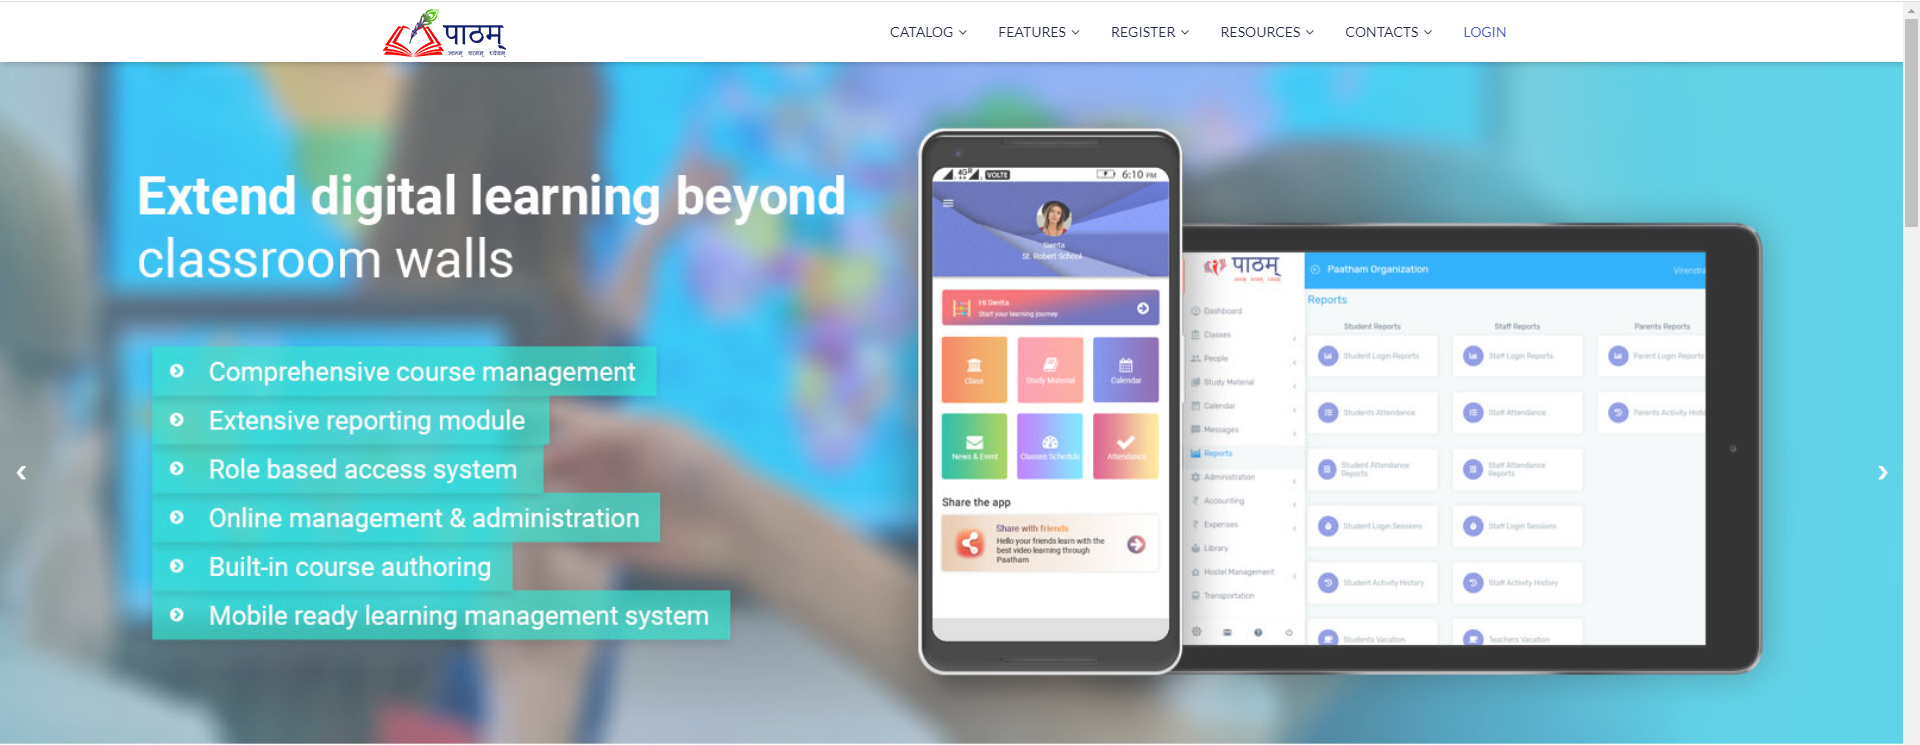 पाठम्
ज्ञानम् परमम् ध्येयम्
CATALOG
FEATURES
REGISTER
RESOURCES
CONTACTS
LOGIN
Extend digital learning beyond
classroom walls
Comprehensive course management
Extensive reporting module
Role based access system
Online management & administration
Built-in course authoring
Mobile ready learning management system
VOLTE
6:10 PM
Sweta
St. Robert School
Hi Sweta
Start your learning journey
Class
Study Material
Calendar
News & Event
Classes Schedule
Attendance
Share the app
Share with friends
Hello your friends learn with the
best video learning through
Paatham
पाठम्
Dashboard
Classes
People
Study Material
Calendar
Messages
Reports
Administration
Accounting
Expenses
Library
Hostel Management
Transportation
Paatham Organization
Virendra
Reports
Student Reports
Staff Reports
Parents Reports
Student Login Reports
Staff Login Reports
Parent Login Reports
Students Attendance
Staff Attendance
Parents Activity Histo
Student Attendance
Reports
Staff Attendance
Reports
Student Login Sessions
Staff Login Sessions
Student Activity History
Staff Activity History
Students Vacation
Teachers Vacation